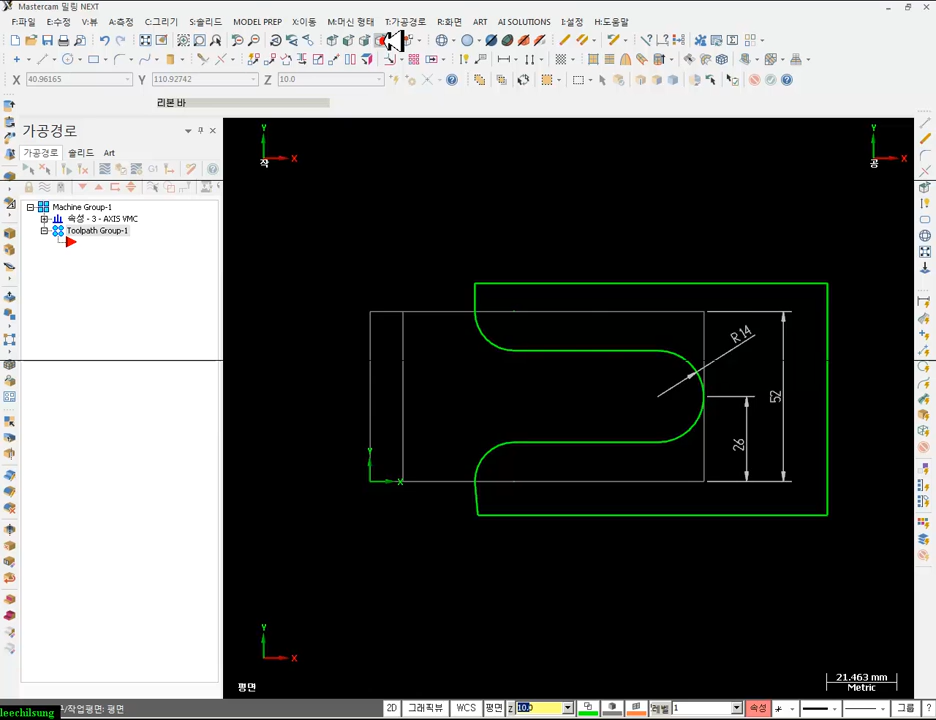 Mastercam 밀링 NEXT
F:파일 E:수정 V:뷰 A:측정 C:그리기 S:솔리드 MODEL PREP X:이동 M:머신 형태 T:가공경로 R:화면 ART AI SOLUTIONS I:설정 H:도움말
X 40.96165 Y 110.92742 Z 10.0
리본 바
가공경로
가공경로 솔리드 Art
G1
Machine Group-1
속성 - 3 - AXIS VMC
Toolpath Group-1
Y
X
작
Y
X
공
R14
52
26
Y
X
Y
X
평면
21.463 mm
Metric
/작업평면: 평면
2D 그래픽뷰 WCS 평면 Z 10.0 레벨 1 속성 그룹 ?
leechilsung